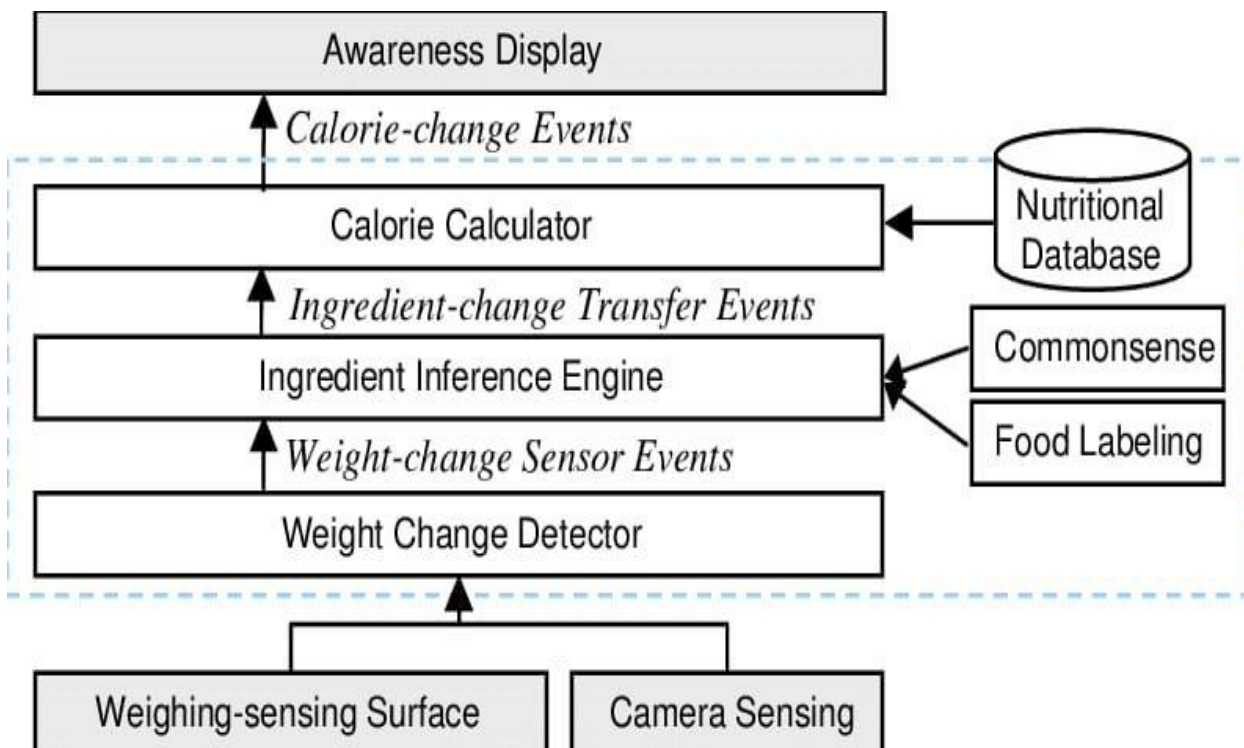 Awareness Display
Calorie-change Events
Calorie Calculator
Nutritional
Database
Ingredient-change Transfer Events
Commonsense
Ingredient Inference Engine
Food Labeling
Weight-change Sensor Events
Weight Change Detector
Weighing-sensing Surface
Camera Sensing